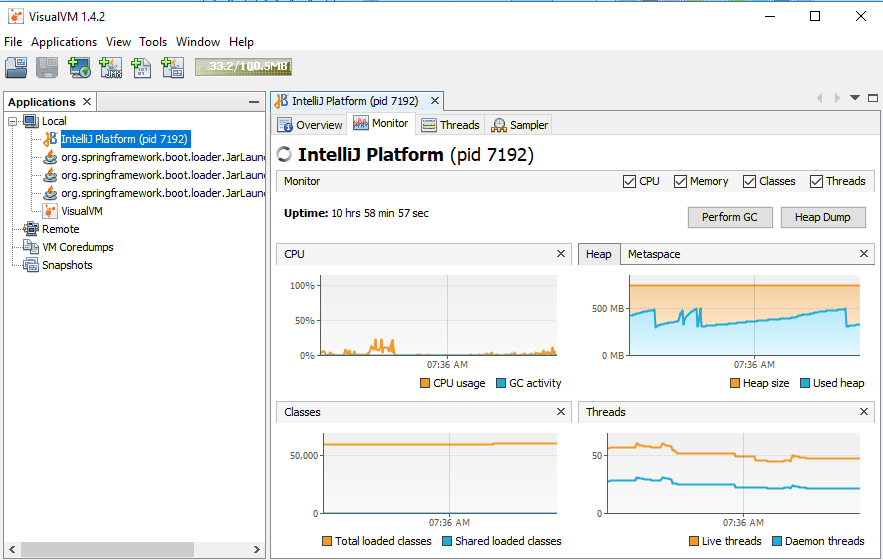 VisualVM 1.4.2
File Applications View Tools Window Help
33.2/100.5MB
Applications
Local
IntelliJ Platform (pid 7192)
org.springframework.boot.loader.JarLaun
org.springframework.boot.loader.JarLaun
org.springframework.boot.loader.JarLaun
VisualVM
Remote
VM Coredumps
Snapshots
IntelliJ Platform (pid 7192)
Overview Monitor Threads Sampler
IntelliJ Platform (pid 7192)
Monitor CPU Memory Classes Threads
Uptime: 10 hrs 58 min 57 sec Perform GC Heap Dump
CPU
100%
50%
0%
07:36 AM
CPU usage GC activity
Heap Metaspace
500 MB
0 MB
07:36 AM
Heap size Used heap
Classes
50,000
0
07:36 AM
Total loaded classes Shared loaded classes
Threads
50
0
07:36 AM
Live threads Daemon threads